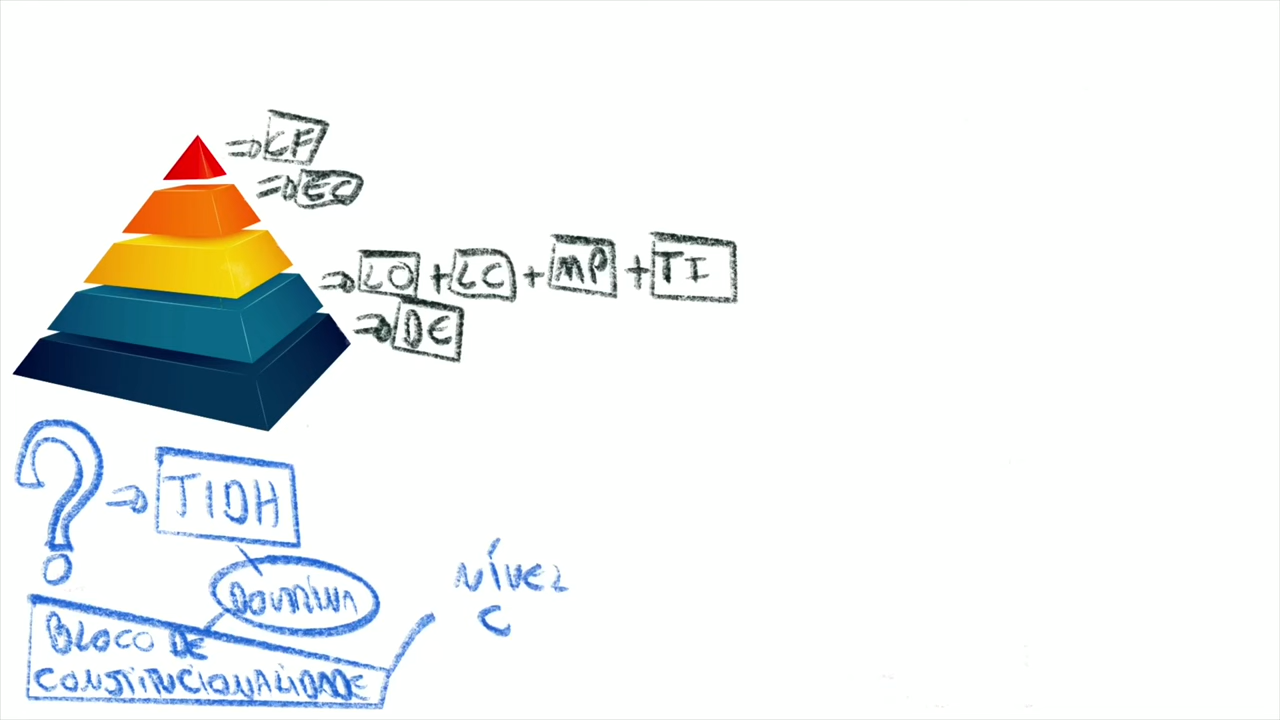 ⇒ CF
⇒ EC
⇒ LO + LC + MP + TI
⇒ DE
? ⇒ TIDH
DOUTRINA
NÍVEL
C
BLOCO DE
CONSTITUCIONALIDADE